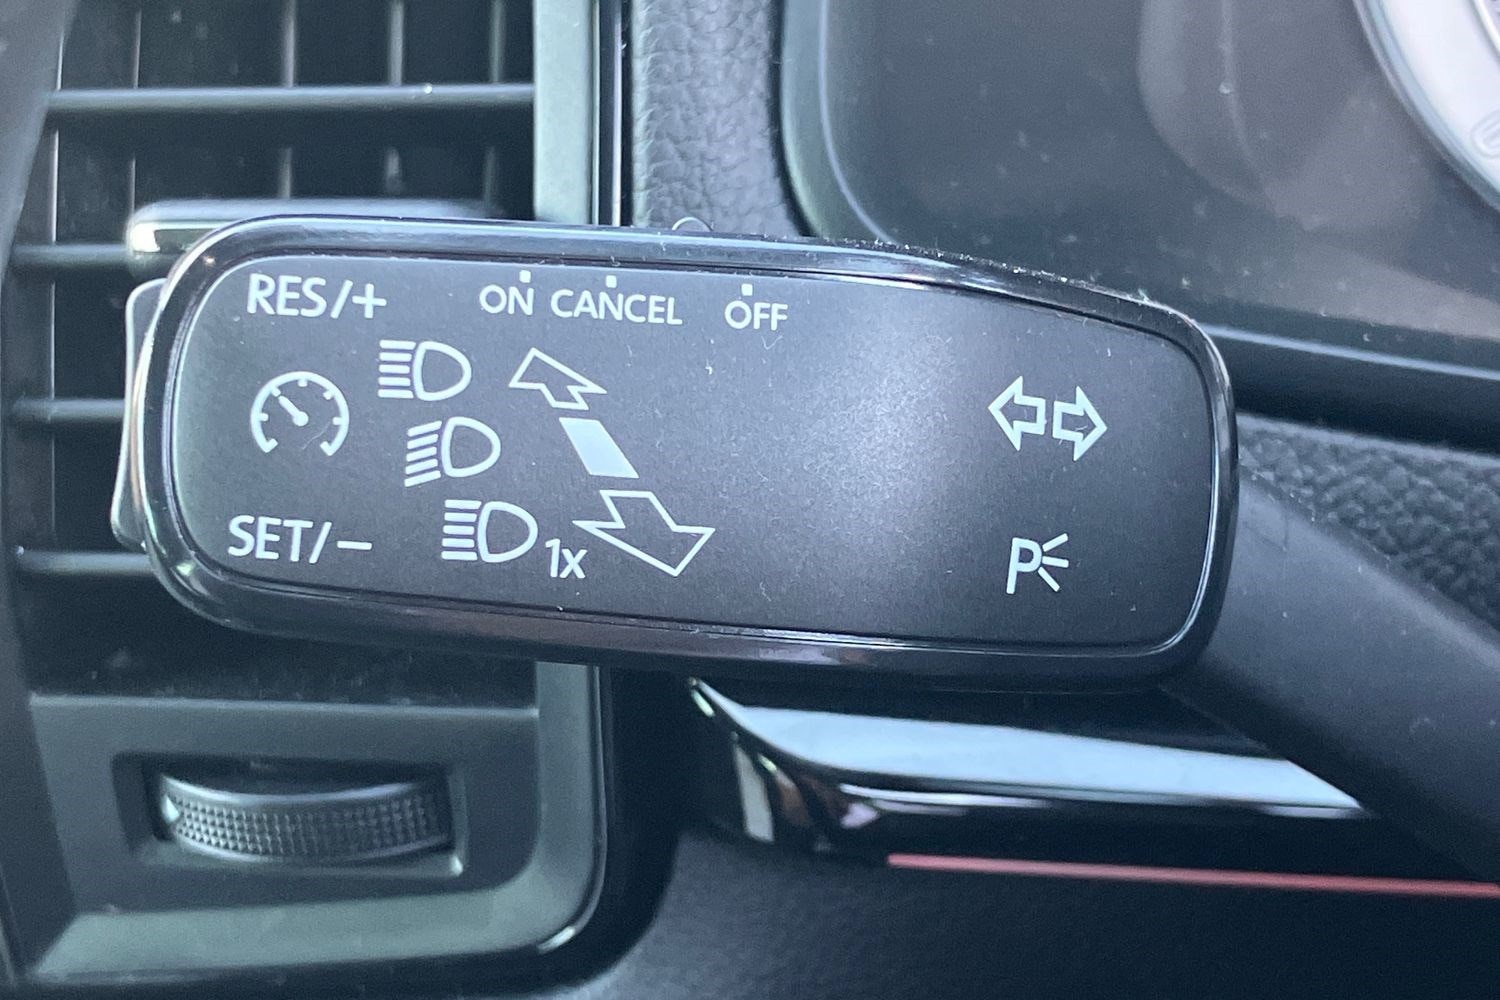 RES/+
ON CANCEL OFF
SET/-
1x
P